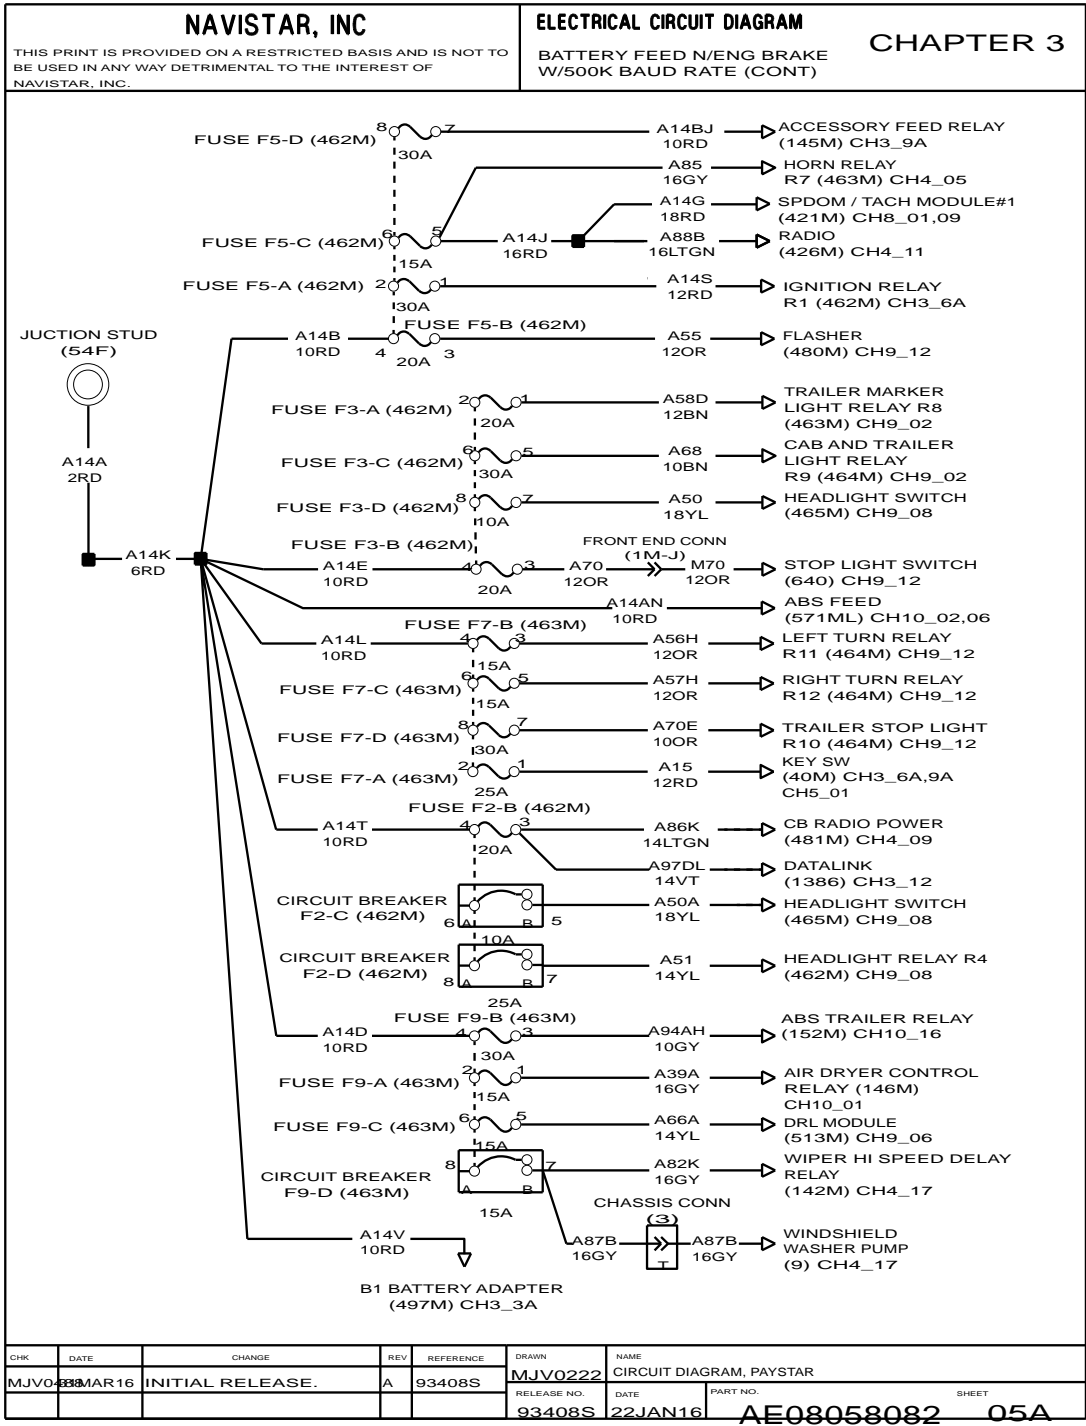 NAVISTAR, INC
THIS PRINT IS PROVIDED ON A RESTRICTED BASIS AND IS NOT TO
BE USED IN ANY WAY DETRIMENTAL TO THE INTEREST OF
NAVISTAR, INC.
ELECTRICAL CIRCUIT DIAGRAM
BATTERY FEED N/ENG BRAKE
W/500K BAUD RATE (CONT)
CHAPTER 3
FUSE F5-D (462M)
8
7
30A
A14BJ
10RD
ACCESSORY FEED RELAY
(145M) CH3_9A
A85
16GY
HORN RELAY
R7 (463M) CH4_05
A14G
18RD
SPDOM / TACH MODULE#1
(421M) CH8_01,09
FUSE F5-C (462M)
6
5
15A
A14J
16RD
A88B
16LTGN
RADIO
(426M) CH4_11
FUSE F5-A (462M)
2
1
30A
A14S
12RD
IGNITION RELAY
R1 (462M) CH3_6A
JUCTION STUD
(54F)
A14B
10RD
FUSE F5-B (462M)
4
3
20A
A55
12OR
FLASHER
(480M) CH9_12
FUSE F3-A (462M)
2
1
20A
A58D
12BN
TRAILER MARKER
LIGHT RELAY R8
(463M) CH9_02
A14A
2RD
FUSE F3-C (462M)
6
5
30A
A68
10BN
CAB AND TRAILER
LIGHT RELAY
R9 (464M) CH9_02
FUSE F3-D (462M)
8
7
10A
A50
18YL
HEADLIGHT SWITCH
(465M) CH9_08
A14K
6RD
FUSE F3-B (462M)
A14E
10RD
4
3
20A
A70
12OR
FRONT END CONN
(1M-J)
M70
12OR
STOP LIGHT SWITCH
(640) CH9_12
A14AN
10RD
ABS FEED
(571ML) CH10_02,06
A14L
10RD
FUSE F7-B (463M)
4
3
15A
A56H
12OR
LEFT TURN RELAY
R11 (464M) CH9_12
FUSE F7-C (463M)
6
5
15A
A57H
12OR
RIGHT TURN RELAY
R12 (464M) CH9_12
FUSE F7-D (463M)
8
7
30A
A70E
10OR
TRAILER STOP LIGHT
R10 (464M) CH9_12
FUSE F7-A (463M)
2
1
25A
A15
12RD
KEY SW
(40M) CH3_6A,9A
CH5_01
A14T
10RD
FUSE F2-B (462M)
4
3
20A
A86K
14LTGN
CB RADIO POWER
(481M) CH4_09
A97DL
14VT
DATALINK
(1386) CH3_12
CIRCUIT BREAKER
F2-C (462M)
6 A B 5
10A
A50A
18YL
HEADLIGHT SWITCH
(465M) CH9_08
CIRCUIT BREAKER
F2-D (462M)
8 A B 7
25A
A51
14YL
HEADLIGHT RELAY R4
(462M) CH9_08
A14D
10RD
FUSE F9-B (463M)
4
3
30A
A94AH
10GY
ABS TRAILER RELAY
(152M) CH10_16
FUSE F9-A (463M)
2
1
15A
A39A
16GY
AIR DRYER CONTROL
RELAY (146M)
CH10_01
FUSE F9-C (463M)
6
5
15A
A66A
14YL
DRL MODULE
(513M) CH9_06
CIRCUIT BREAKER
F9-D (463M)
8
7
A B
15A
A82K
16GY
WIPER HI SPEED DELAY
RELAY
(142M) CH4_17
A14V
10RD
B1 BATTERY ADAPTER
(497M) CH3_3A
A87B
16GY
CHASSIS CONN
(3)
T
A87B
16GY
WINDSHIELD
WASHER PUMP
(9) CH4_17
CHK DATE CHANGE REV REFERENCE
MAR16 INITIAL RELEASE. A 93408S
DRAWN
MJV0222
NAME
CIRCUIT DIAGRAM, PAYSTAR
RELEASE NO.
93408S
DATE
22JAN16
PART NO.
AE08058082
SHEET
05A